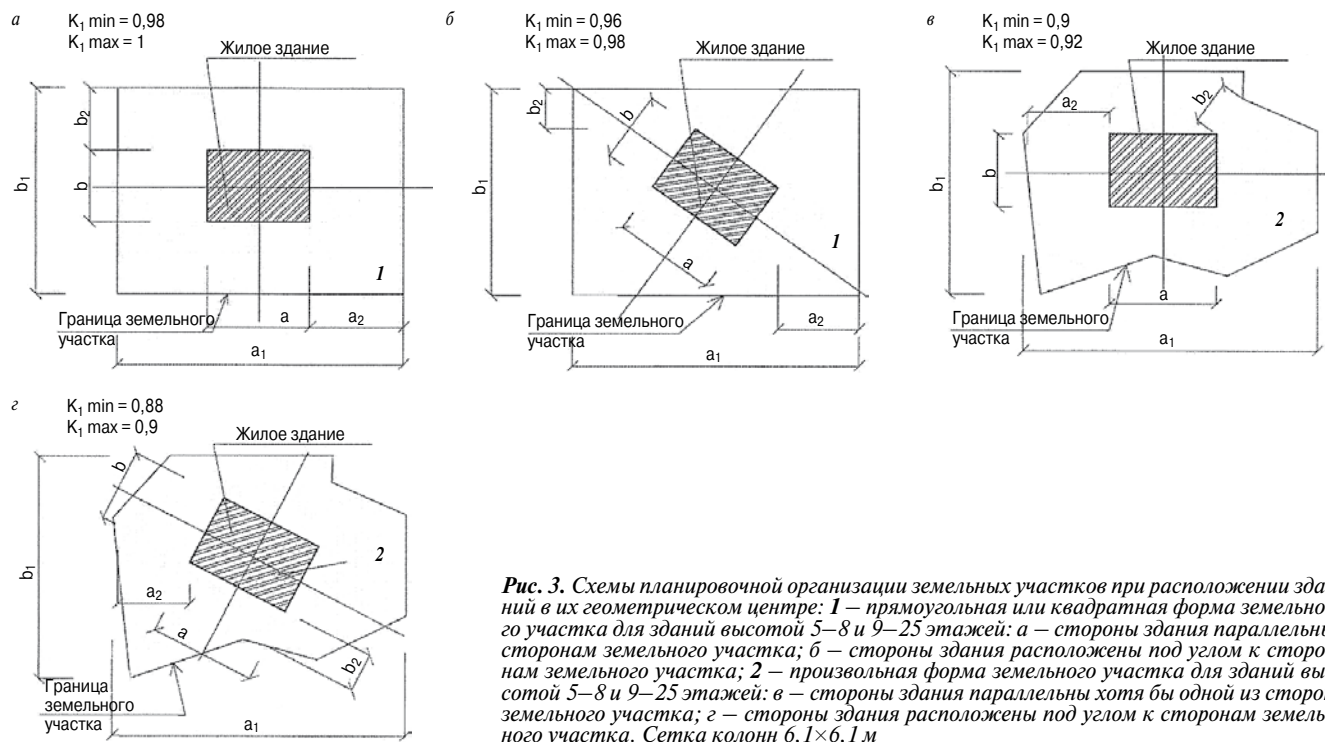 а
K₁ min = 0,98
K₁ max = 1
Жилое здание
b₂
b₁
b
1
Граница земельного
участка
a
a₂
a₁
б
K₁ min = 0,96
K₁ max = 0,98
Жилое здание
b₂
b
b₁
1
a
Граница земельного
участка
a₂
a₁
в
K₁ min = 0,9
K₁ max = 0,92
Жилое здание
a₂
b₂
b₁
b
2
a
Граница земельного
участка
a₁
г
K₁ min = 0,88
K₁ max = 0,9
Жилое здание
b
b₁
2
a₂
a
b₂
Граница
земельного
участка
a₁
Рис. 3. Схемы планировочной организации земельных участков при расположении зда-
ний в их геометрическом центре: 1 – прямоугольная или квадратная форма земельно-
го участка для зданий высотой 5–8 и 9–25 этажей: а – стороны здания параллельны
сторонам земельного участка; б – стороны здания расположены под углом к сторо-
нам земельного участка; 2 – произвольная форма земельного участка для зданий вы-
сотой 5–8 и 9–25 этажей: в – стороны здания параллельны хотя бы одной из сторон
земельного участка; г – стороны здания расположены под углом к сторонам земель-
ного участка. Сетка колонн 6,1×6,1 м